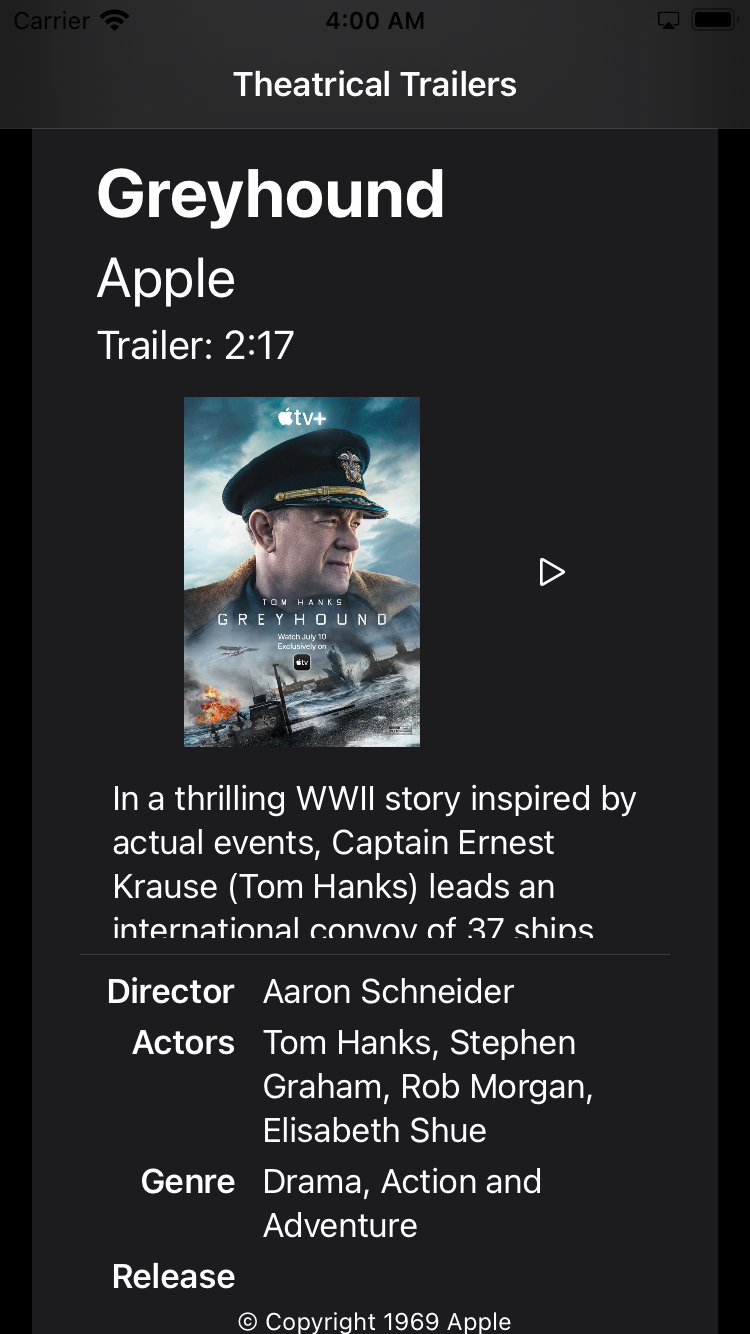 Carrier 4:00 AM
Theatrical Trailers
Greyhound
Apple
Trailer: 2:17
tv+
TOM HANKS
GREYHOUND
Watch July 10
Exclusively on
tv
In a thrilling WWII story inspired by
actual events, Captain Ernest
Krause (Tom Hanks) leads an
international convoy of 37 ships
Director Aaron Schneider
Actors Tom Hanks, Stephen
Graham, Rob Morgan,
Elisabeth Shue
Genre Drama, Action and
Adventure
Release
© Copyright 1969 Apple